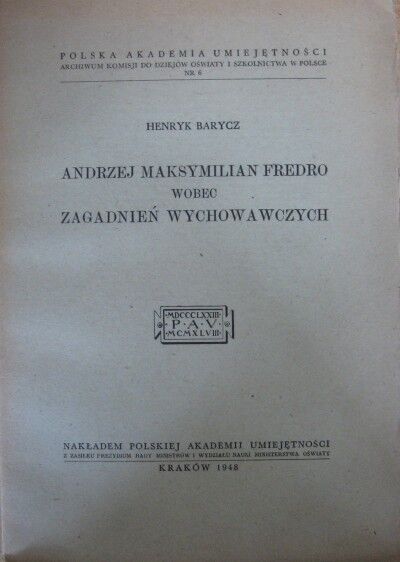 POLSKA AKADEMIA UMIEJĘTNOŚCI
ARCHIWUM KOMISJI DO DZIEJÓW OŚWIATY I SZKOLNICTWA W POLSCE
NR 6
HENRYK BARYCZ
ANDRZEJ MAKSYMILIAN FREDRO
WOBEC
ZAGADNIEŃ WYCHOWAWCZYCH
·MDCCCLXXIII·
P·A·V
·MCMXLVIII·
NAKŁADEM POLSKIEJ AKADEMII UMIEJĘTNOŚCI
Z ZASIŁKU PREZYDIUM RADY MINISTRÓW I WYDZIAŁU NAUKI MINISTERSTWA OŚWIATY
KRAKÓW 1948